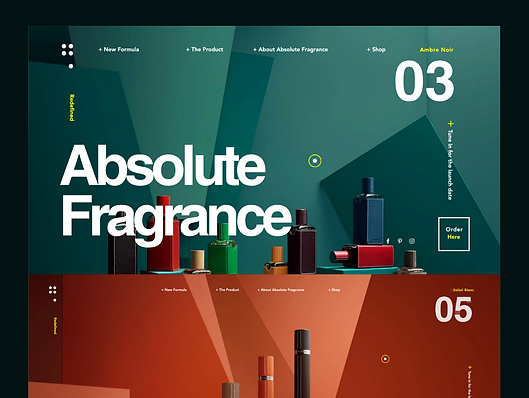 + New Formula
+ The Product
+ About Absolute Fragrance
+ Shop
Ambre Noir
03
Redefined
+ Tune in for the launch date
Absolute
Fragrance
Order
Here
+ New Formula
+ The Product
+ About Absolute Fragrance
+ Shop
Soleil Blanc
05
Redefined
+ Tune in for the